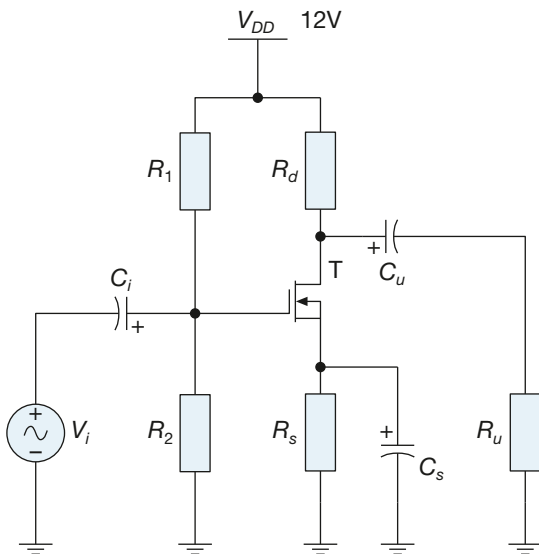 V_DD 12V
R_1
R_d
+
C_u
T
C_i
+
+
−
V_i
R_2
R_s
+
C_s
R_u